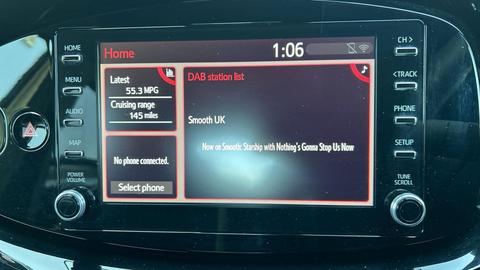 HOME
MENU
AUDIO
MAP
POWER
VOLUME
Home
1:06
Latest
55.3 MPG
Cruising range
145 miles
No phone connected.
Select phone
DAB station list
Smooth UK
Now on Smooth: Starship with Nothing's Gonna Stop Us Now
CH >
< TRACK
PHONE
SETUP
TUNE
SCROLL